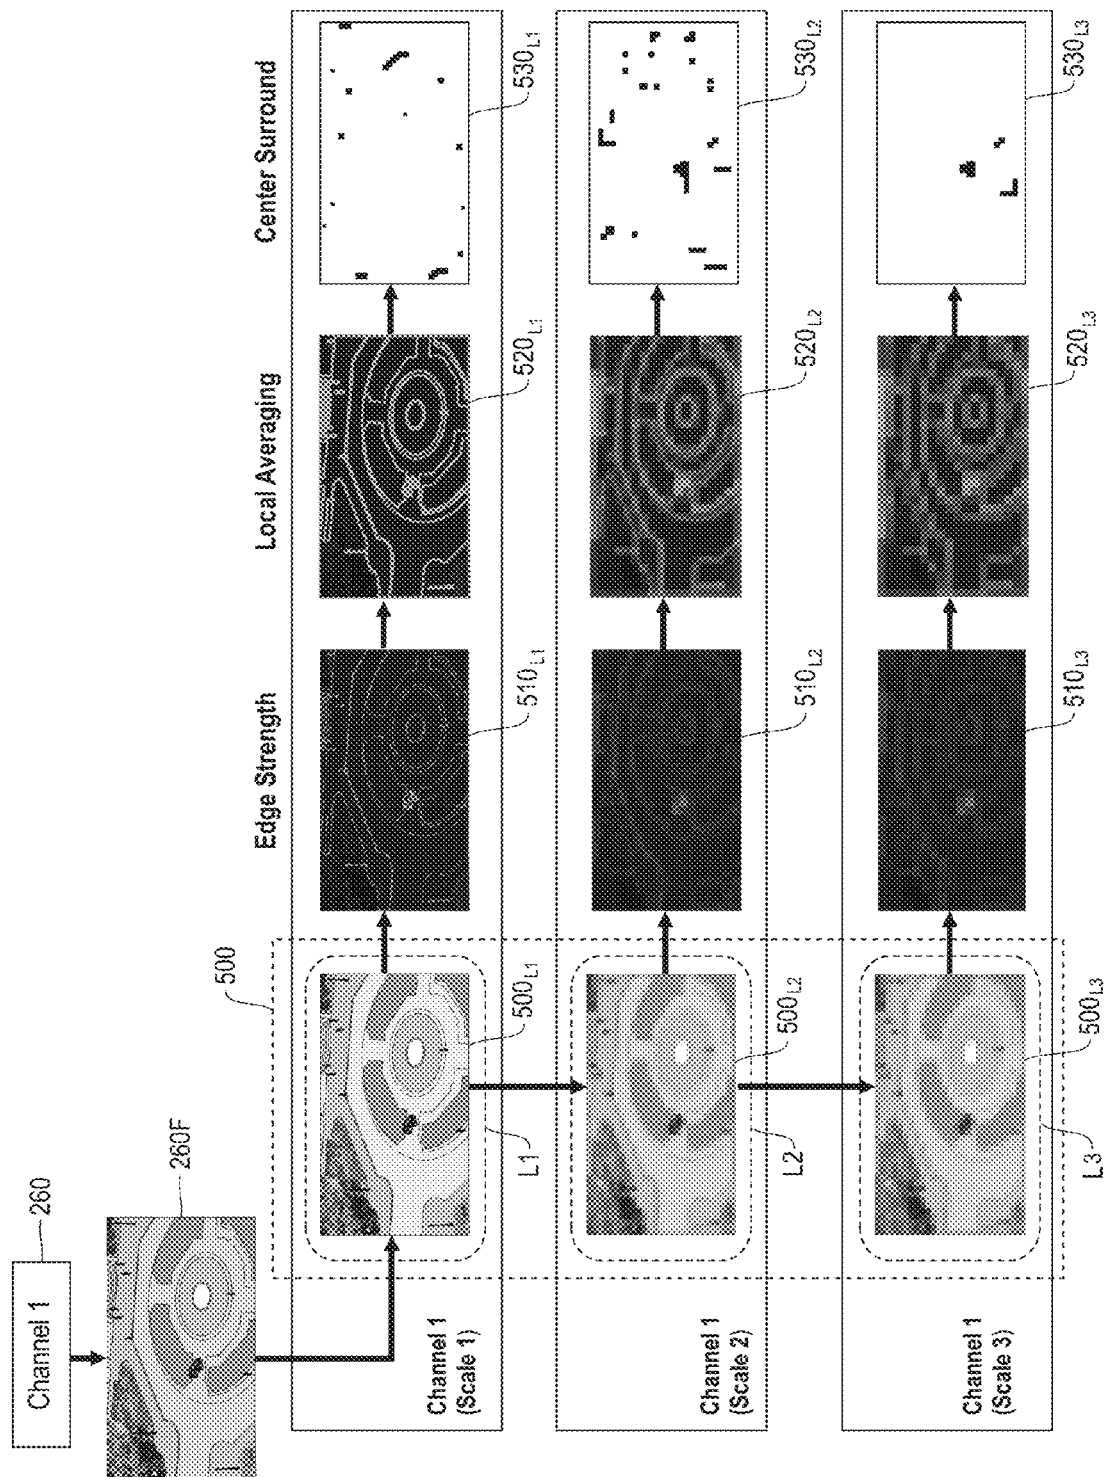 Channel 1
260
260F
500
Edge Strength
Local Averaging
Center Surround
Channel 1
(Scale 1)
L1
500L1
510L1
520L1
530L1
Channel 1
(Scale 2)
L2
500L2
510L2
520L2
530L2
Channel 1
(Scale 3)
L3
500L3
510L3
520L3
530L3